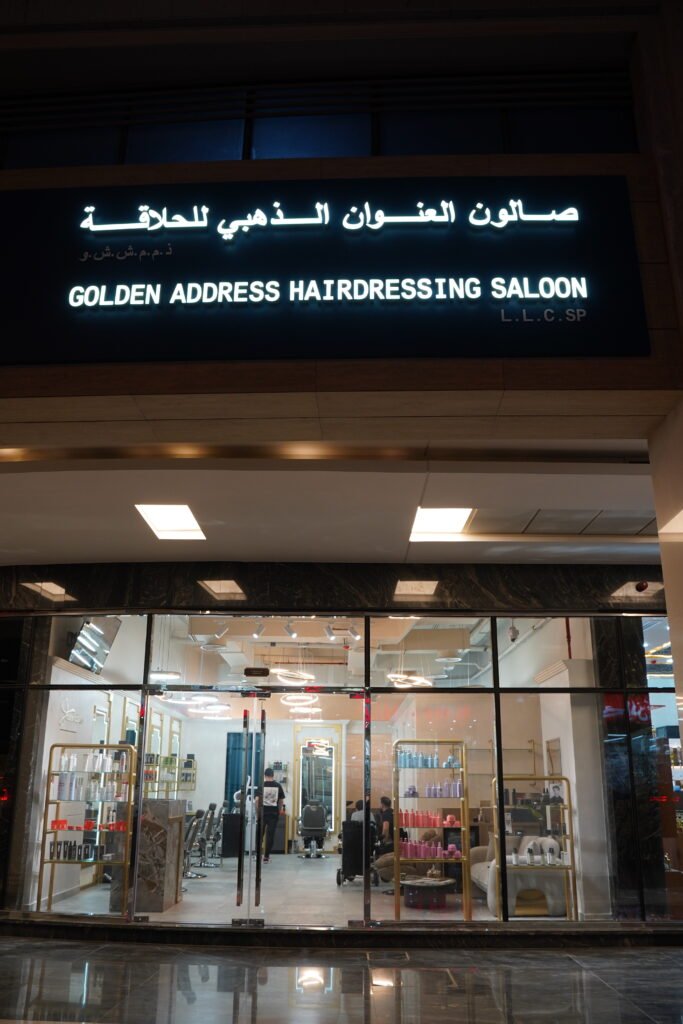 صالون العنوان الذهبي للحلاقة
ذ.م.م.ش.ش.و
GOLDEN ADDRESS HAIRDRESSING SALOON
L.L.C.SP